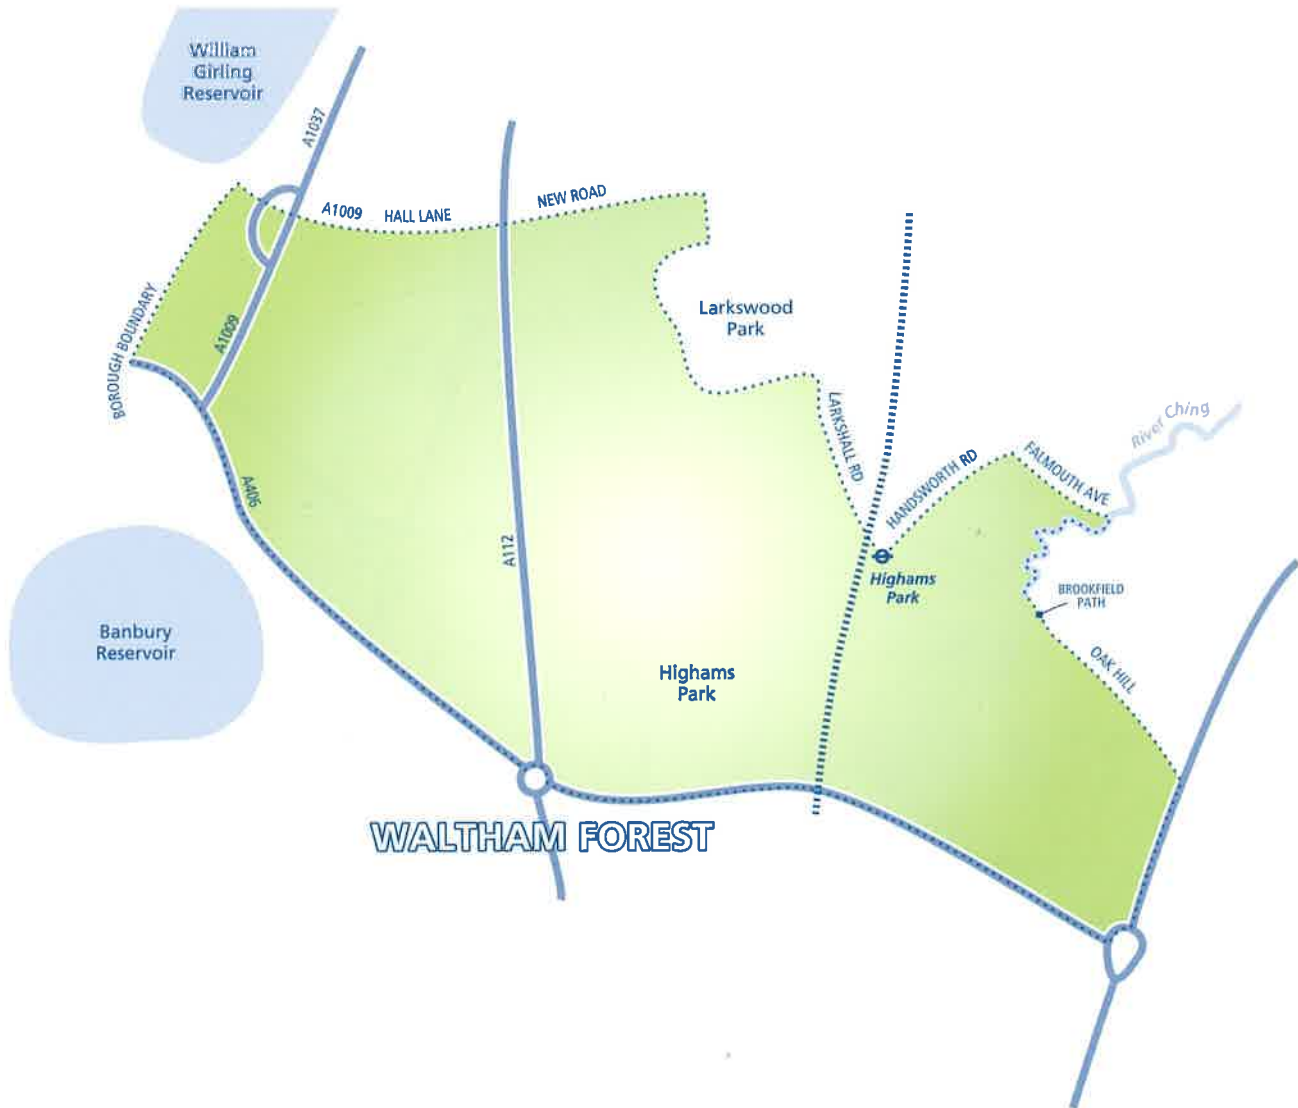 William
Girling
Reservoir
A1037
A1009
HALL LANE
NEW ROAD
BOROUGH BOUNDARY
A1009
Larkswood
Park
LARKSHALL RD
River Ching
HANDSWORTH RD
FALMOUTH AVE
A406
A112
Highams
Park
BROOKFIELD
PATH
Banbury
Reservoir
OAK HILL
Highams
Park
WALTHAM FOREST